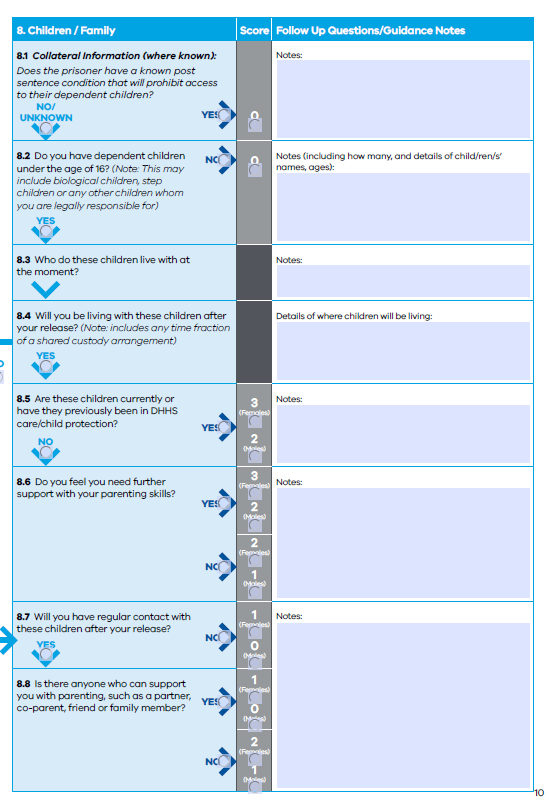 8. Children / Family
Score
Follow Up Questions/Guidance Notes
8.1 Collateral Information (where known):
Does the prisoner have a known post
sentence condition that will prohibit access
to their dependent children?
NO/
UNKNOWN
YES
0
Notes:
8.2 Do you have dependent children
under the age of 16? (Note: This may
include biological children, step
children or any other children whom
you are legally responsible for)
NO
YES
0
Notes (including how many, and details of child/ren/s'
names, ages):
8.3 Who do these children live with at
the moment?
Notes:
8.4 Will you be living with these children after
your release? (Note: includes any time fraction
of a shared custody arrangement)
YES
Details of where children will be living:
8.5 Are these children currently or
have they previously been in DHHS
care/child protection?
YES
NO
3
(Females)
2
(Males)
Notes:
8.6 Do you feel you need further
support with your parenting skills?
YES
3
(Females)
2
(Males)
NO
2
(Females)
1
(Males)
Notes:
8.7 Will you have regular contact with
these children after your release?
YES
NO
1
(Females)
0
(Males)
Notes:
8.8 Is there anyone who can support
you with parenting, such as a partner,
co-parent, friend or family member?
YES
1
(Females)
0
(Males)
NO
2
(Females)
1
(Males)
10